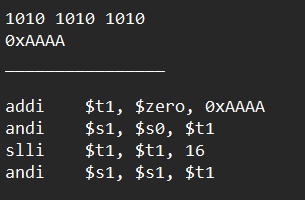 1010 1010 1010
0xAAAA
________________
addi $t1, $zero, 0xAAAA
andi $s1, $s0, $t1
slli $t1, $t1, 16
andi $s1, $s1, $t1